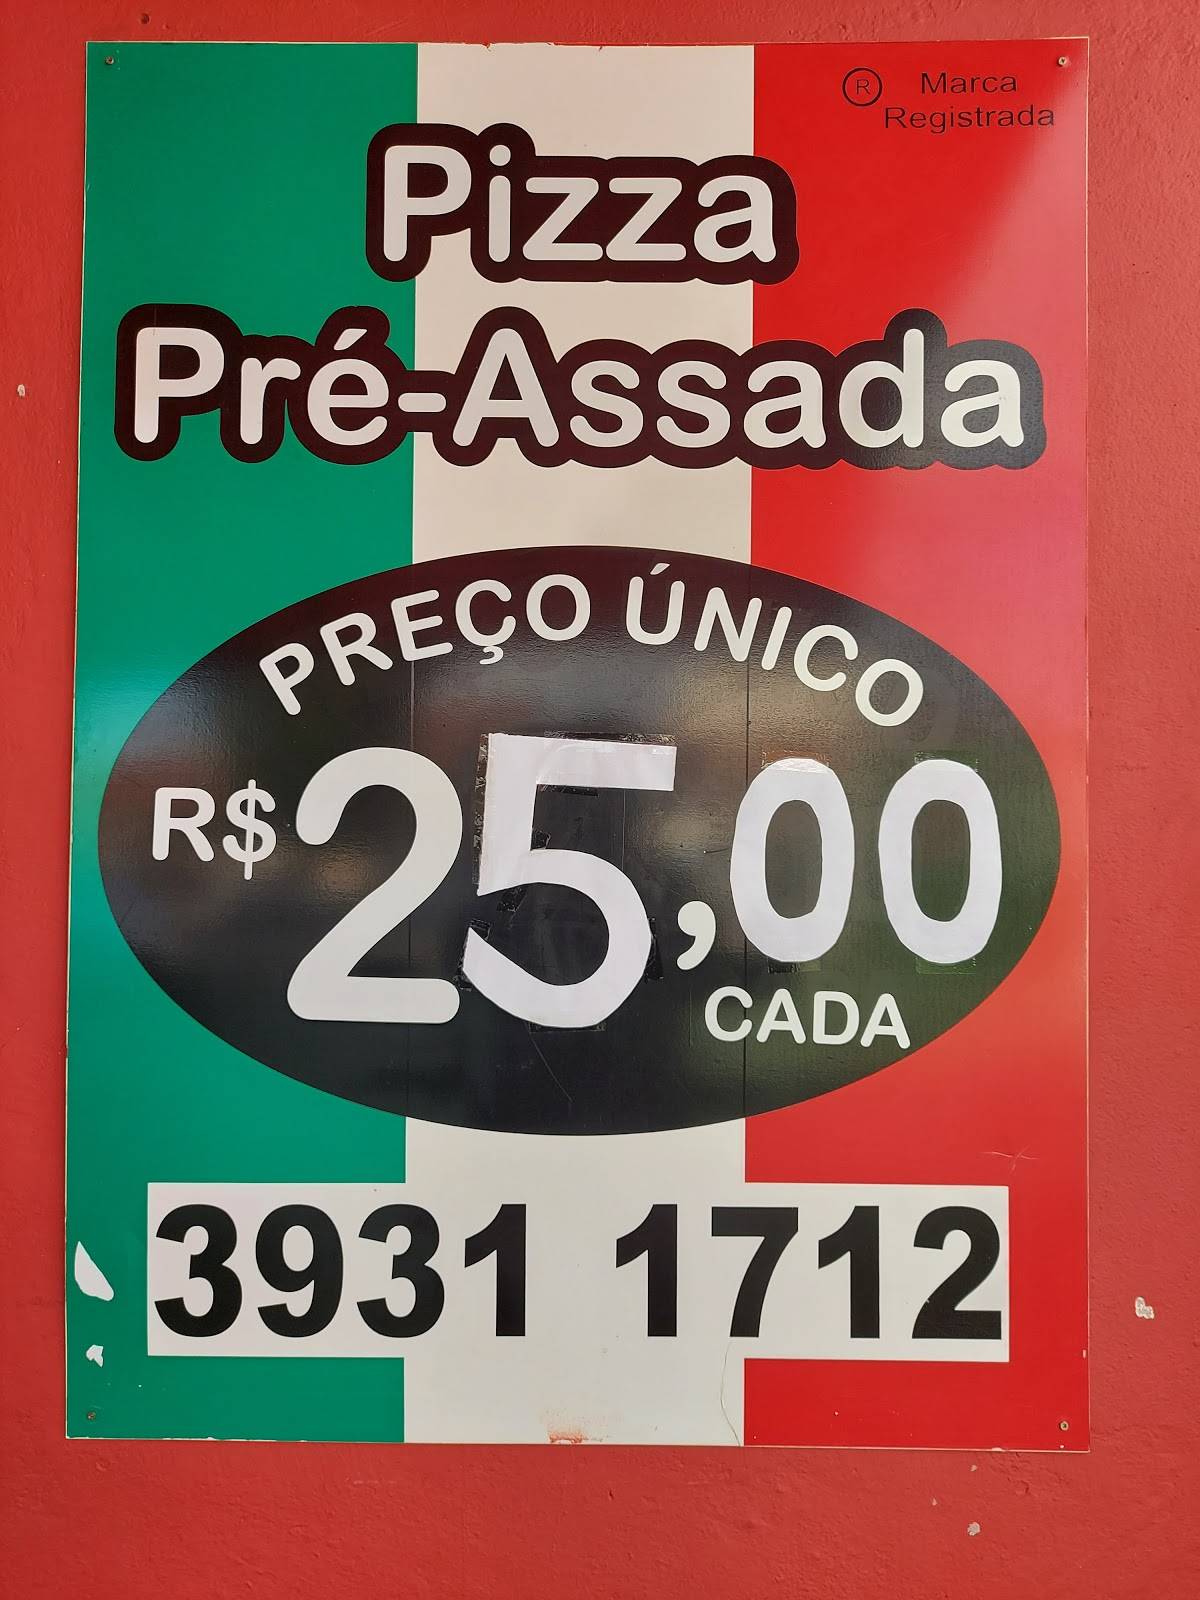 ® Marca
Registrada
Pizza
Pré-Assada
PREÇO ÚNICO
R$ 25,00
CADA
3931 1712